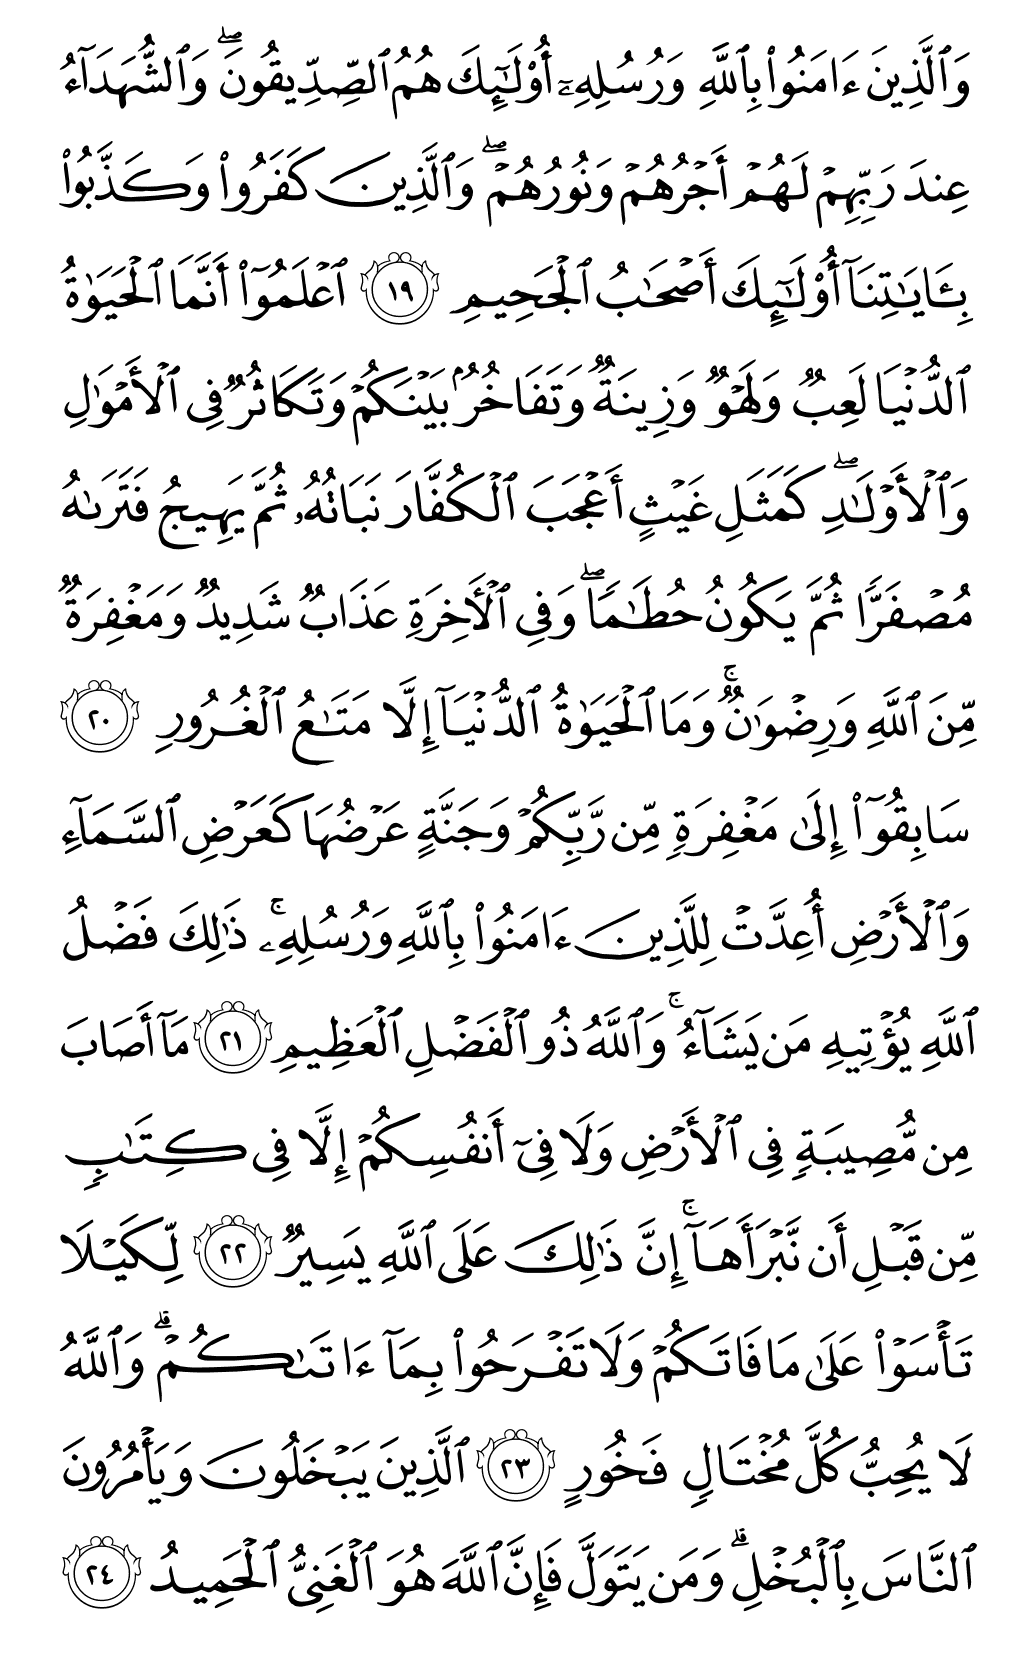 وَٱلَّذِينَ ءَامَنُوا۟ بِٱللَّهِ وَرُسُلِهِۦٓ أُو۟لَـٰٓئِكَ هُمُ ٱلصِّدِّيقُونَ ۖ وَٱلشُّهَدَآءُ
عِندَ رَبِّهِمْ لَهُمْ أَجْرُهُمْ وَنُورُهُمْ ۖ وَٱلَّذِينَ كَفَرُوا۟ وَكَذَّبُوا۟
بِـَٔايَـٰتِنَآ أُو۟لَـٰٓئِكَ أَصْحَـٰبُ ٱلْجَحِيمِ ١٩ ٱعْلَمُوٓا۟ أَنَّمَا ٱلْحَيَوٰةُ
ٱلدُّنْيَا لَعِبٌ وَلَهْوٌ وَزِينَةٌ وَتَفَاخُرٌۢ بَيْنَكُمْ وَتَكَاثُرٌ فِى ٱلْأَمْوَٰلِ
وَٱلْأَوْلَـٰدِ ۖ كَمَثَلِ غَيْثٍ أَعْجَبَ ٱلْكُفَّارَ نَبَاتُهُۥ ثُمَّ يَهِيجُ فَتَرَىٰهُ
مُصْفَرًّا ثُمَّ يَكُونُ حُطَـٰمًا ۖ وَفِى ٱلْـَٔاخِرَةِ عَذَابٌ شَدِيدٌ وَمَغْفِرَةٌ
مِّنَ ٱللَّهِ وَرِضْوَٰنٌ ۚ وَمَا ٱلْحَيَوٰةُ ٱلدُّنْيَآ إِلَّا مَتَـٰعُ ٱلْغُرُورِ ٢٠
سَابِقُوٓا۟ إِلَىٰ مَغْفِرَةٍ مِّن رَّبِّكُمْ وَجَنَّةٍ عَرْضُهَا كَعَرْضِ ٱلسَّمَآءِ
وَٱلْأَرْضِ أُعِدَّتْ لِلَّذِينَ ءَامَنُوا۟ بِٱللَّهِ وَرُسُلِهِۦ ۚ ذَٰلِكَ فَضْلُ
ٱللَّهِ يُؤْتِيهِ مَن يَشَآءُ ۚ وَٱللَّهُ ذُو ٱلْفَضْلِ ٱلْعَظِيمِ ٢١ مَآ أَصَابَ
مِن مُّصِيبَةٍ فِى ٱلْأَرْضِ وَلَا فِىٓ أَنفُسِكُمْ إِلَّا فِى كِتَـٰبٍ
مِّن قَبْلِ أَن نَّبْرَأَهَآ ۚ إِنَّ ذَٰلِكَ عَلَى ٱللَّهِ يَسِيرٌ ٢٢ لِّكَيْلَا
تَأْسَوْا۟ عَلَىٰ مَا فَاتَكُمْ وَلَا تَفْرَحُوا۟ بِمَآ ءَاتَىٰكُمْ ۗ وَٱللَّهُ
لَا يُحِبُّ كُلَّ مُخْتَالٍ فَخُورٍ ٢٣ ٱلَّذِينَ يَبْخَلُونَ وَيَأْمُرُونَ
ٱلنَّاسَ بِٱلْبُخْلِ ۗ وَمَن يَتَوَلَّ فَإِنَّ ٱللَّهَ هُوَ ٱلْغَنِىُّ ٱلْحَمِيدُ ٢٤